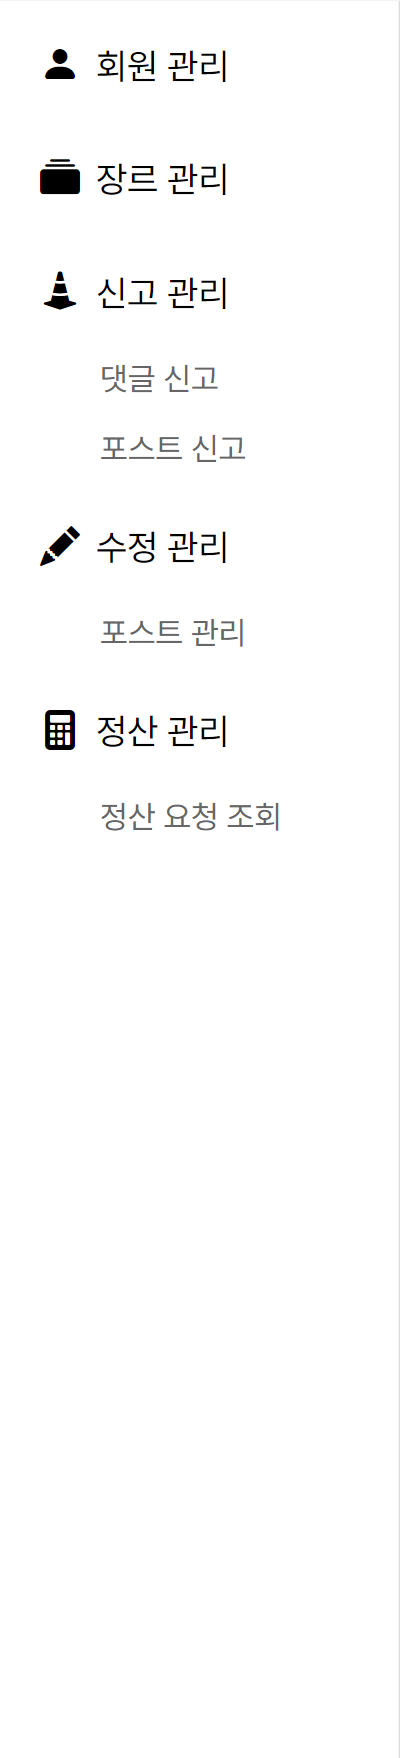 회원 관리
장르 관리
신고 관리
댓글 신고
포스트 신고
수정 관리
포스트 관리
정산 관리
정산 요청 조회